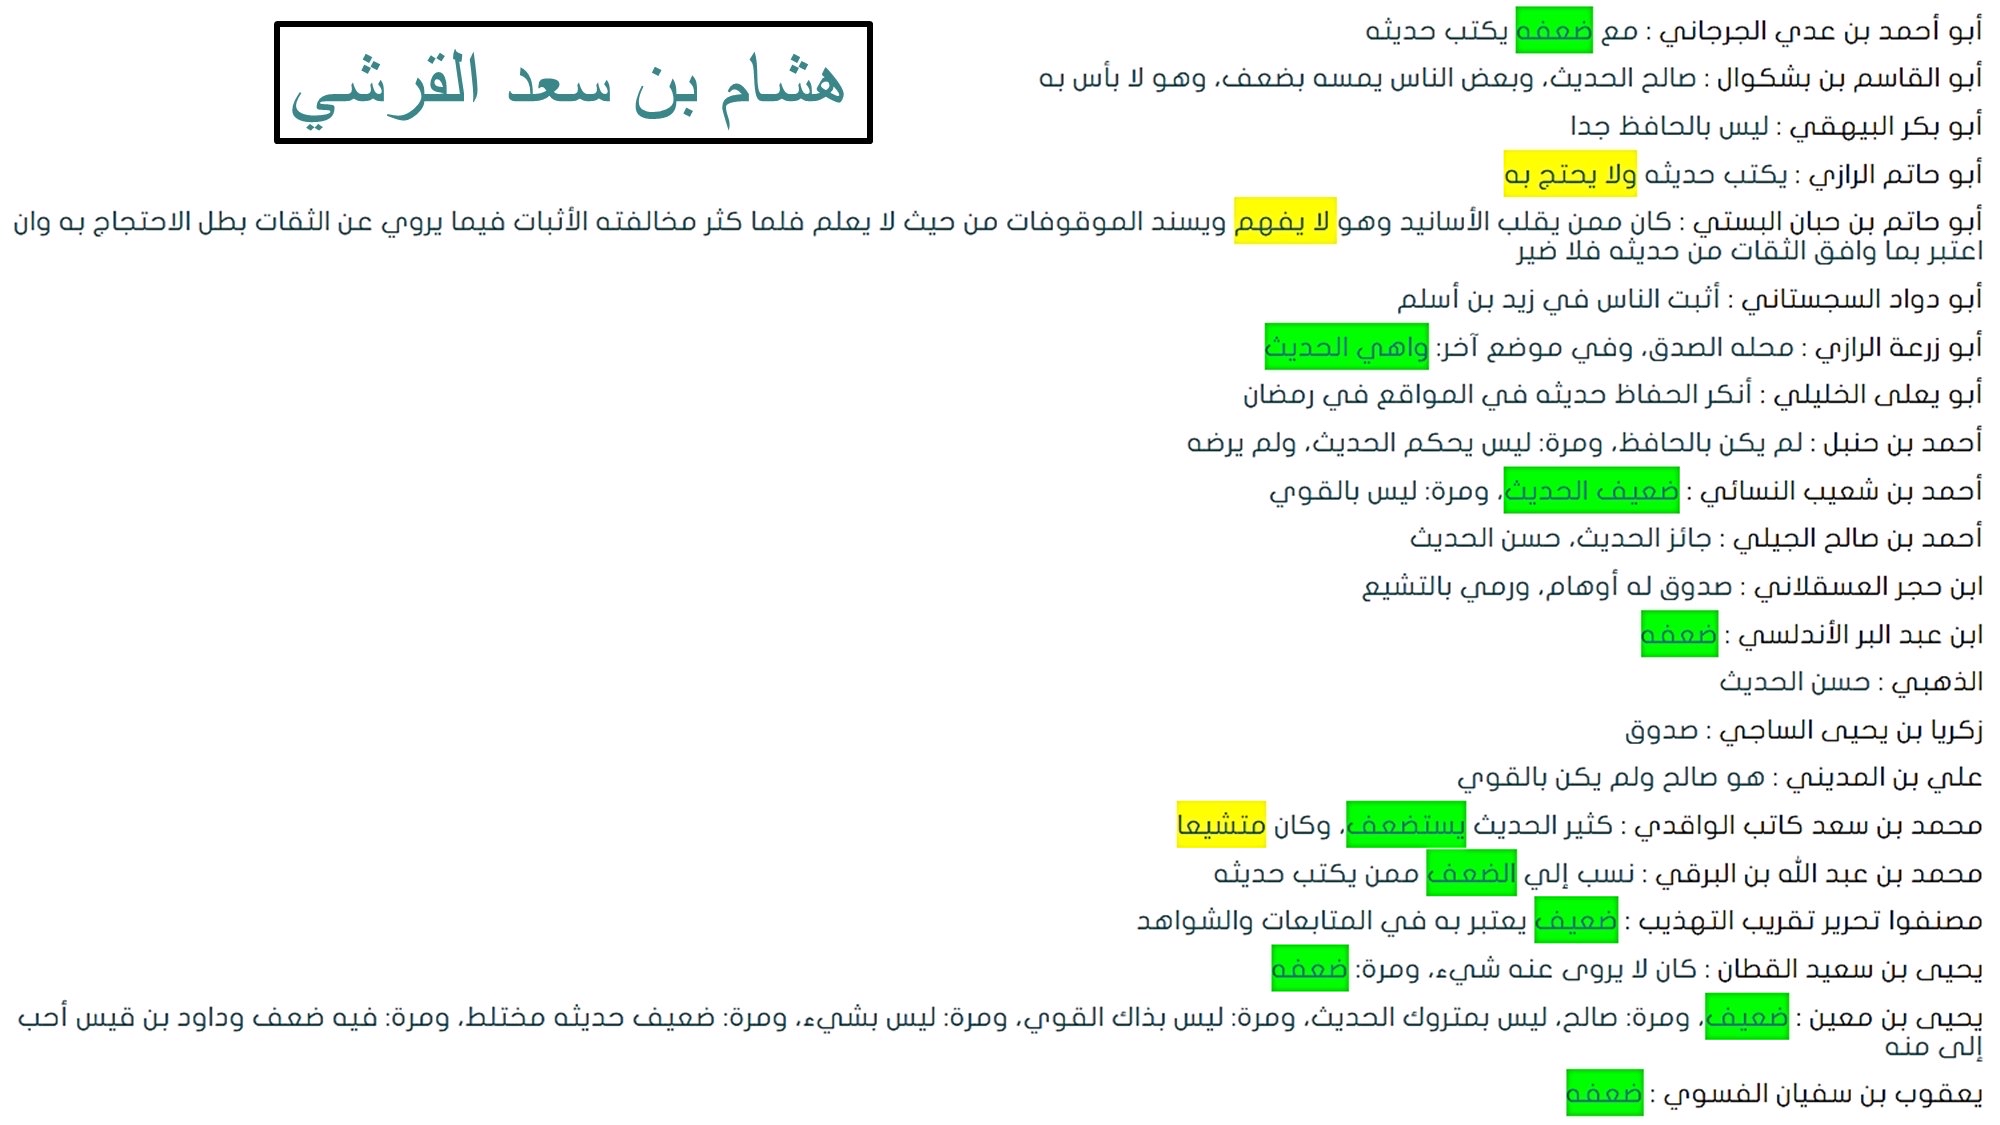 هشام بن سعد القرشي
أبو أحمد بن عدي الجرجاني : مع ضعفه يكتب حديثه
أبو القاسم بن بشكوال : صالح الحديث، وبعض الناس يمسه بضعف، وهو لا بأس به
أبو بكر البيهقي : ليس بالحافظ جدا
أبو حاتم الرازي : يكتب حديثه ولا يحتج به
أبو حاتم بن حبان البستي : كان ممن يقلب الأسانيد وهو لا يفهم ويسند الموقوفات من حيث لا يعلم فلما كثر مخالفته الأثبات فيما يروي عن الثقات بطل الاحتجاج به وان
اعتبر بما وافق الثقات من حديثه فلا ضير
أبو دواد السجستاني : أثبت الناس في زيد بن أسلم
أبو زرعة الرازي : محله الصدق، وفي موضع آخر: واهي الحديث
أبو يعلى الخليلي : أنكر الحفاظ حديثه في المواقع في رمضان
أحمد بن حنبل : لم يكن بالحافظ، ومرة: ليس يحكم الحديث، ولم يرضه
أحمد بن شعيب النسائي : ضعيف الحديث، ومرة: ليس بالقوي
أحمد بن صالح الجيلي : جائز الحديث، حسن الحديث
ابن حجر العسقلاني : صدوق له أوهام، ورمي بالتشيع
ابن عبد البر الأندلسي : ضعفه
الذهبي : حسن الحديث
زكريا بن يحيى الساجي : صدوق
علي بن المديني : هو صالح ولم يكن بالقوي
محمد بن سعد كاتب الواقدي : كثير الحديث يستضعف، وكان متشيعا
محمد بن عبد الله بن البرقي : نسب إلي الضعف ممن يكتب حديثه
مصنفوا تحرير تقريب التهذيب : ضعيف يعتبر به في المتابعات والشواهد
يحيى بن سعيد القطان : كان لا يروى عنه شيء، ومرة: ضعفه
يحيى بن معين : ضعيف، ومرة: صالح، ليس بمتروك الحديث، ومرة: ليس بذاك القوي، ومرة: ليس بشيء، ومرة: ضعيف حديثه مختلط، ومرة: فيه ضعف وداود بن قيس أحب
إلى منه
يعقوب بن سفيان الفسوي : ضعفه